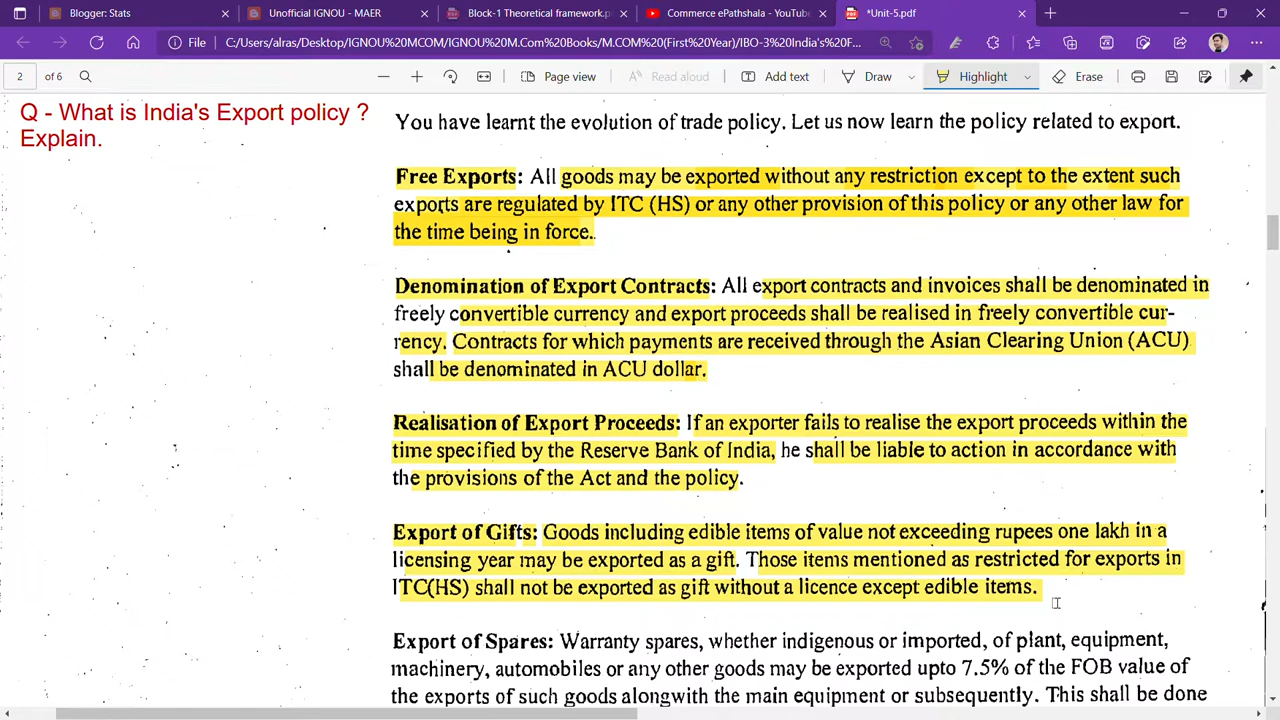 Blogger: Stats
Unofficial IGNOU - MAER
Block-1 Theoretical framework.p
Commerce ePathshala - YouTube
*Unit-5.pdf
File
C:/Users/alras/Desktop/IGNOU%20MCOM/IGNOU%20M.Com%20Books/M.COM%20(First%20Year)/IBO-3%20India's%20F...
2 of 6
Page view
Read aloud
Add text
Draw
Highlight
Erase
Q - What is India's Export policy ?
Explain.
You have learnt the evolution of trade policy. Let us now learn the policy related to export.
Free Exports: All goods may be exported without any restriction except to the extent such
exports are regulated by ITC (HS) or any other provision of this policy or any other law for
the time being in force.
Denomination of Export Contracts: All export contracts and invoices shall be denominated in
freely convertible currency and export proceeds shall be realised in freely convertible cur-
rency. Contracts for which payments are received through the Asian Clearing Union (ACU)
shall be denominated in ACU dollar.
Realisation of Export Proceeds: If an exporter fails to realise the export proceeds within the
time specified by the Reserve Bank of India, he shall be liable to action in accordance with
the provisions of the Act and the policy.
Export of Gifts: Goods including edible items of value not exceeding rupees one lakh in a
licensing year may be exported as a gift. Those items mentioned as restricted for exports in
ITC(HS) shall not be exported as gift without a licence except edible items.
Export of Spares: Warranty spares, whether indigenous or imported, of plant, equipment,
machinery, automobiles or any other goods may be exported upto 7.5% of the FOB value of
the exports of such goods alongwith the main equipment or subsequently. This shall be done